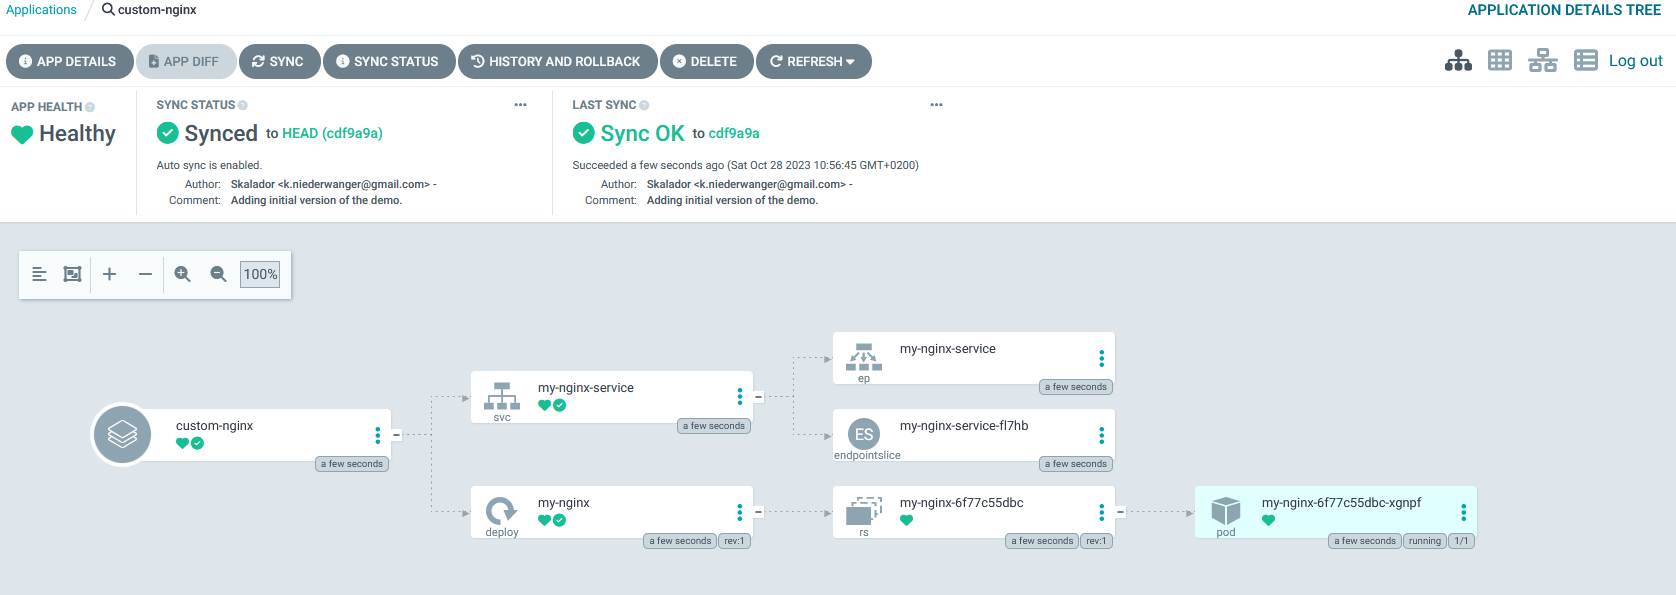 Applications
custom-nginx
APPLICATION DETAILS TREE
APP DETAILS
APP DIFF
SYNC
SYNC STATUS
HISTORY AND ROLLBACK
DELETE
REFRESH
Log out
APP HEALTH
Healthy
SYNC STATUS
Synced to HEAD (cdf9a9a)
Auto sync is enabled.
Author: Skalador <k.niederwanger@gmail.com> -
Comment: Adding initial version of the demo.
LAST SYNC
Sync OK to cdf9a9a
Succeeded a few seconds ago (Sat Oct 28 2023 10:56:45 GMT+0200)
Author: Skalador <k.niederwanger@gmail.com> -
Comment: Adding initial version of the demo.
100%
custom-nginx
a few seconds
my-nginx-service
svc
a few seconds
my-nginx-service
ep
a few seconds
ES
my-nginx-service-fl7hb
endpointslice
a few seconds
my-nginx
deploy
a few seconds
rev:1
my-nginx-6f77c55dbc
rs
a few seconds
rev:1
my-nginx-6f77c55dbc-xgnpf
pod
a few seconds
running
1/1